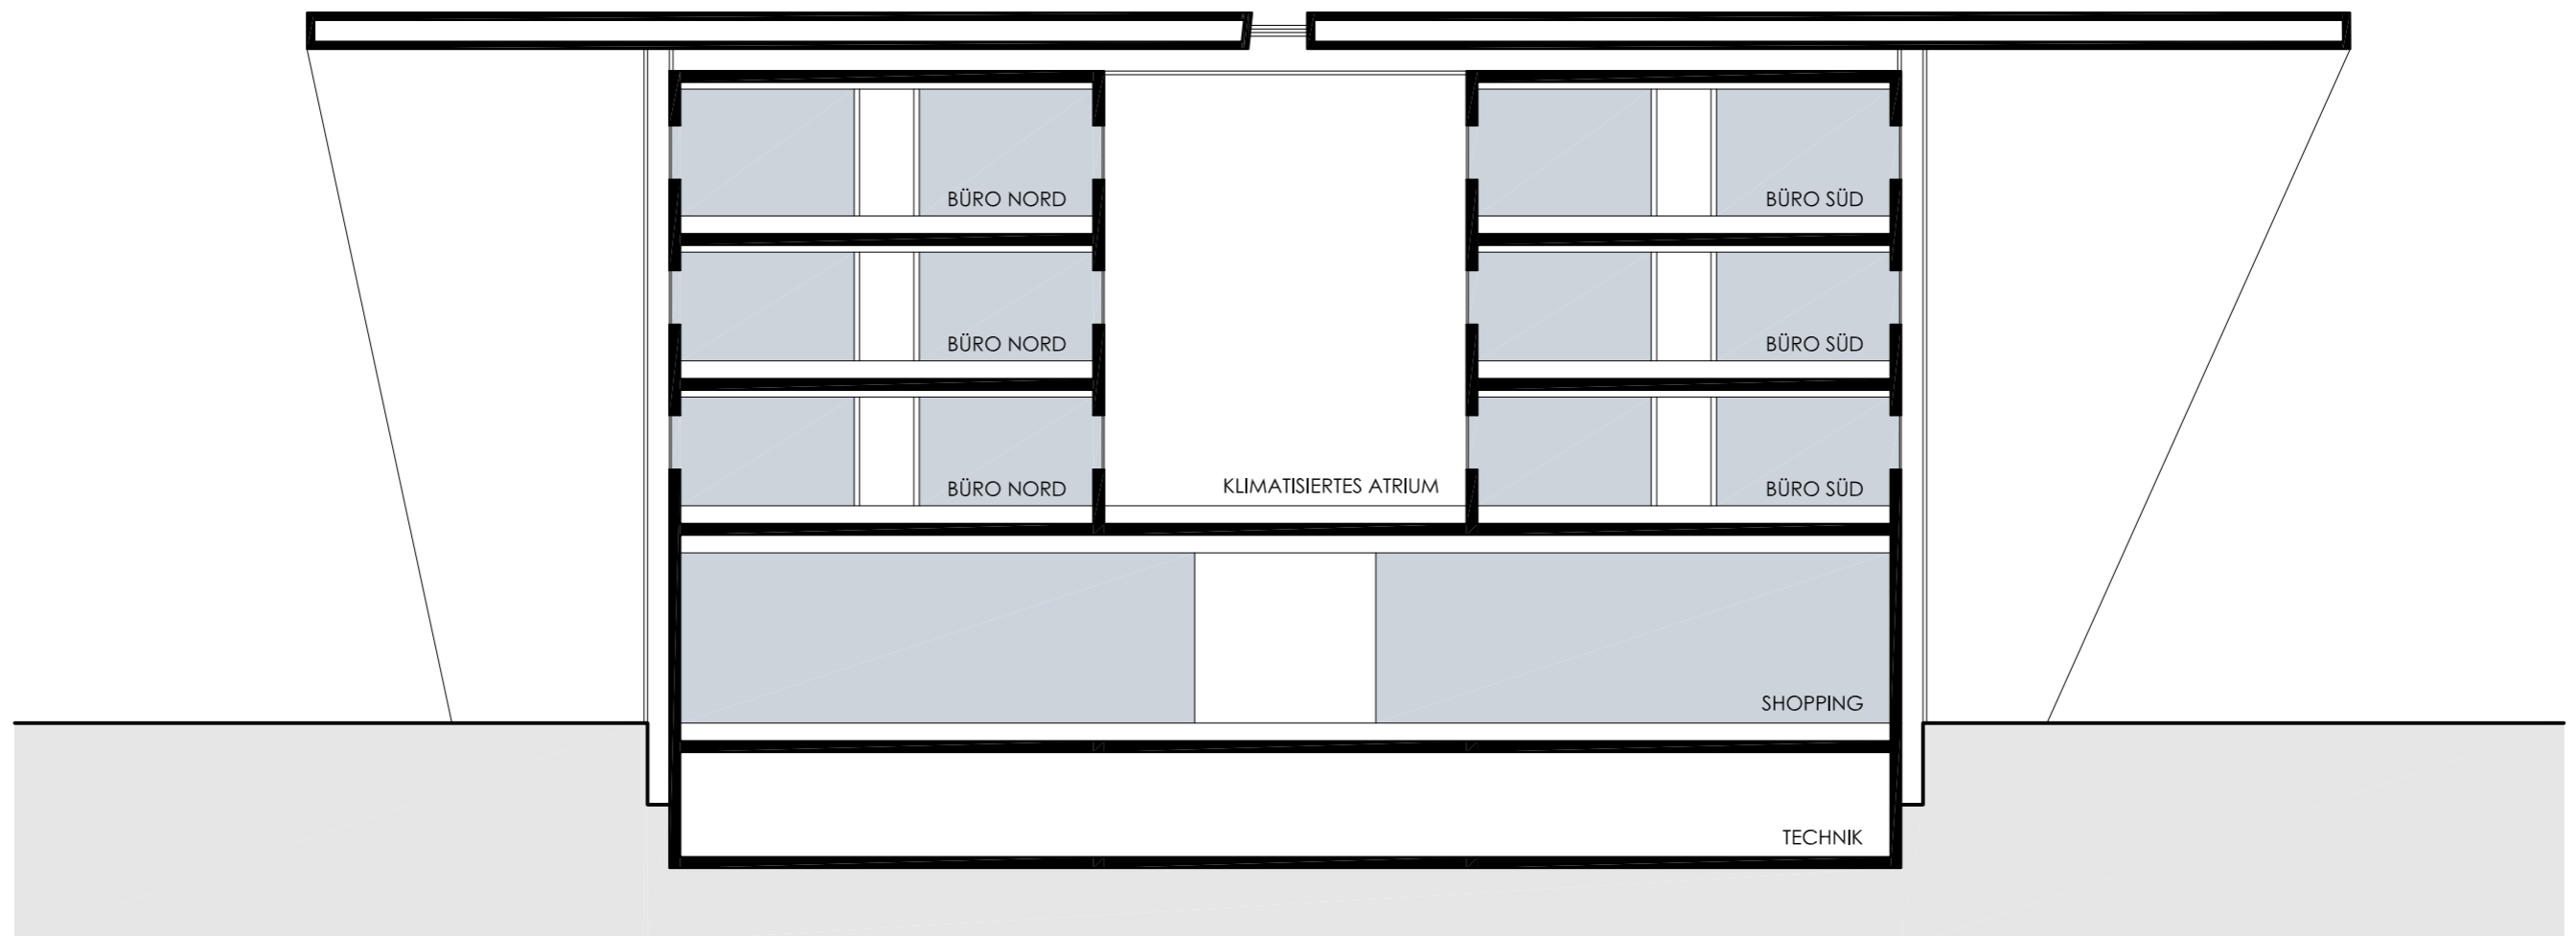 BÜRO NORD
BÜRO SÜD
BÜRO NORD
BÜRO SÜD
KLIMATISIERTES ATRIUM
BÜRO NORD
BÜRO SÜD
SHOPPING
TECHNIK